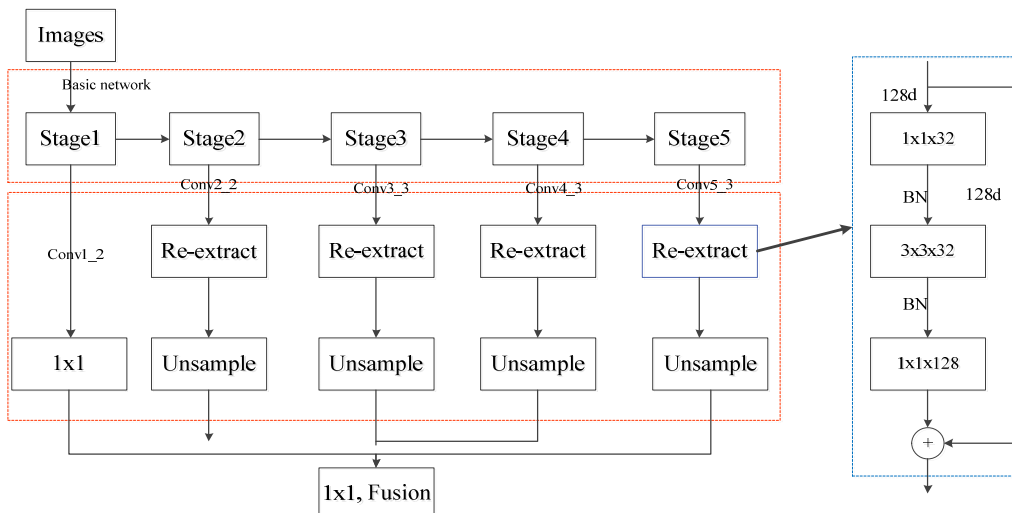 Images
Basic network
Stage1
Stage2
Stage3
Stage4
Stage5
Conv2_2
Conv3_3
Conv4_3
Conv5_3
Conv1_2
Re-extract
Re-extract
Re-extract
Re-extract
1x1
Unsample
Unsample
Unsample
Unsample
1x1, Fusion
128d
1x1x32
BN
128d
3x3x32
BN
1x1x128
+